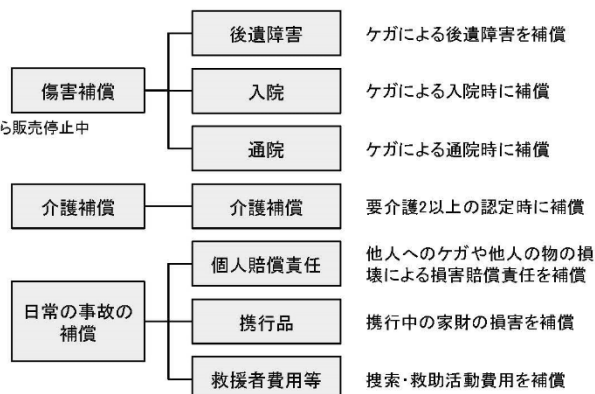 後遺障害
ケガによる後遺障害を補償
傷害補償
入院
ケガによる入院時に補償
ら販売停止中
通院
ケガによる通院時に補償
介護補償
介護補償
要介護2以上の認定時に補償
個人賠償責任
他人へのケガや他人の物の損
壊による損害賠償責任を補償
日常の事故の
補償
携行品
携行中の家財の損害を補償
救援者費用等
捜索・救助活動費用を補償